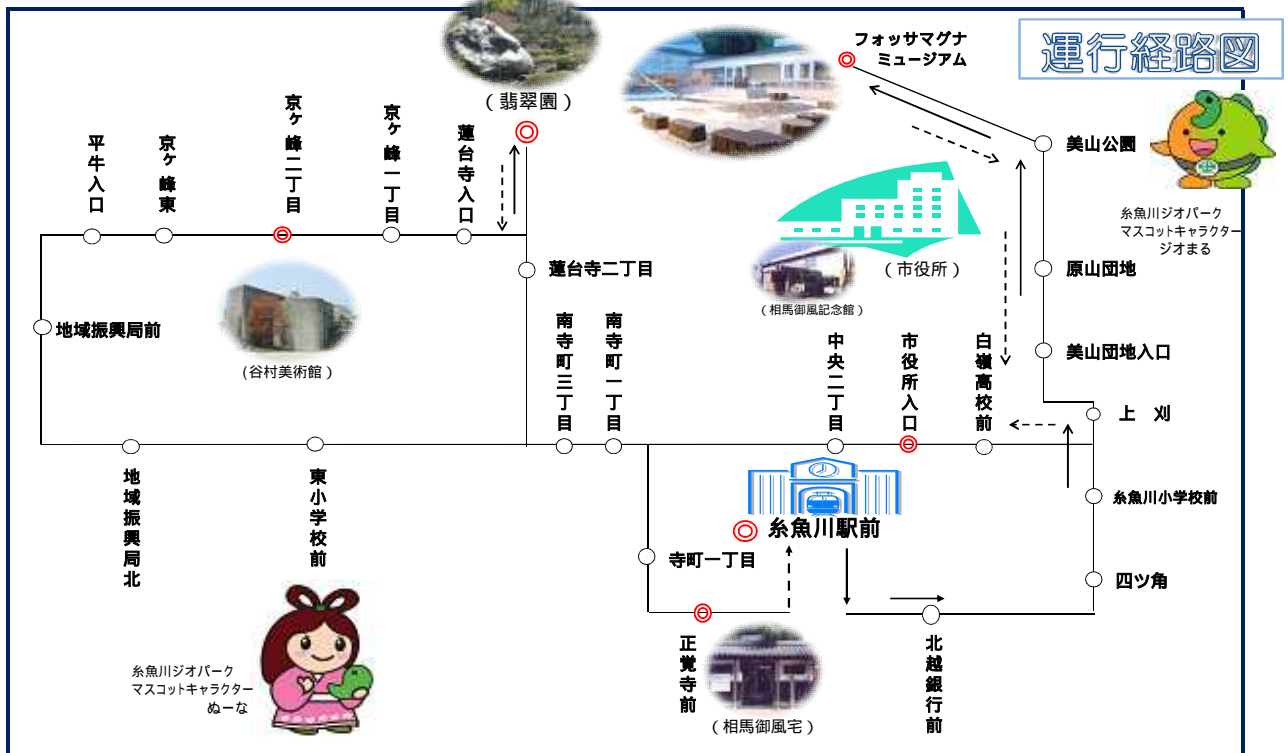 運行経路図
フォッサマグナ
ミュージアム
(翡翠園)
平牛入口
京ヶ峰東
京ヶ峰二丁目
京ヶ峰一丁目
蓮台寺入口
美山公園
糸魚川ジオパーク
マスコットキャラクター
ジオまる
蓮台寺二丁目
(市役所)
原山団地
(相馬御風記念館)
地域振興局前
(谷村美術館)
南寺町三丁目
南寺町一丁目
中央二丁目
市役所入口
白嶺高校前
美山団地入口
上 刈
地域振興局北
東小学校前
糸魚川小学校前
糸魚川駅前
寺町一丁目
四ツ角
正覚寺前
(相馬御風宅)
北越銀行前
糸魚川ジオパーク
マスコットキャラクター
ぬーな